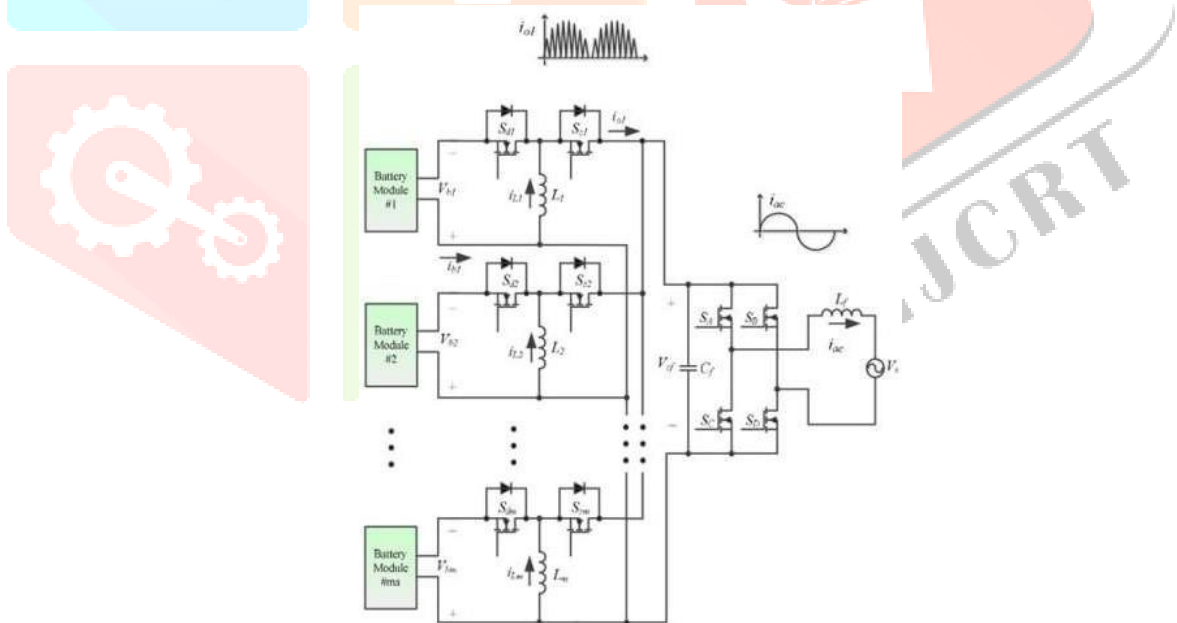 i_o1
S_d1
S_c1
i_o1
Battery
Module
#1
V_b1
i_L1
L_1
i_b1
i_ac
S_d2
S_c2
Battery
Module
#2
V_b2
i_L2
L_2
S_A
S_B
L_f
i_ac
V_cf
C_f
V_s
S_C
S_D
S_dm
S_cm
Battery
Module
#ma
V_bm
i_Lm
L_m
IJCRT